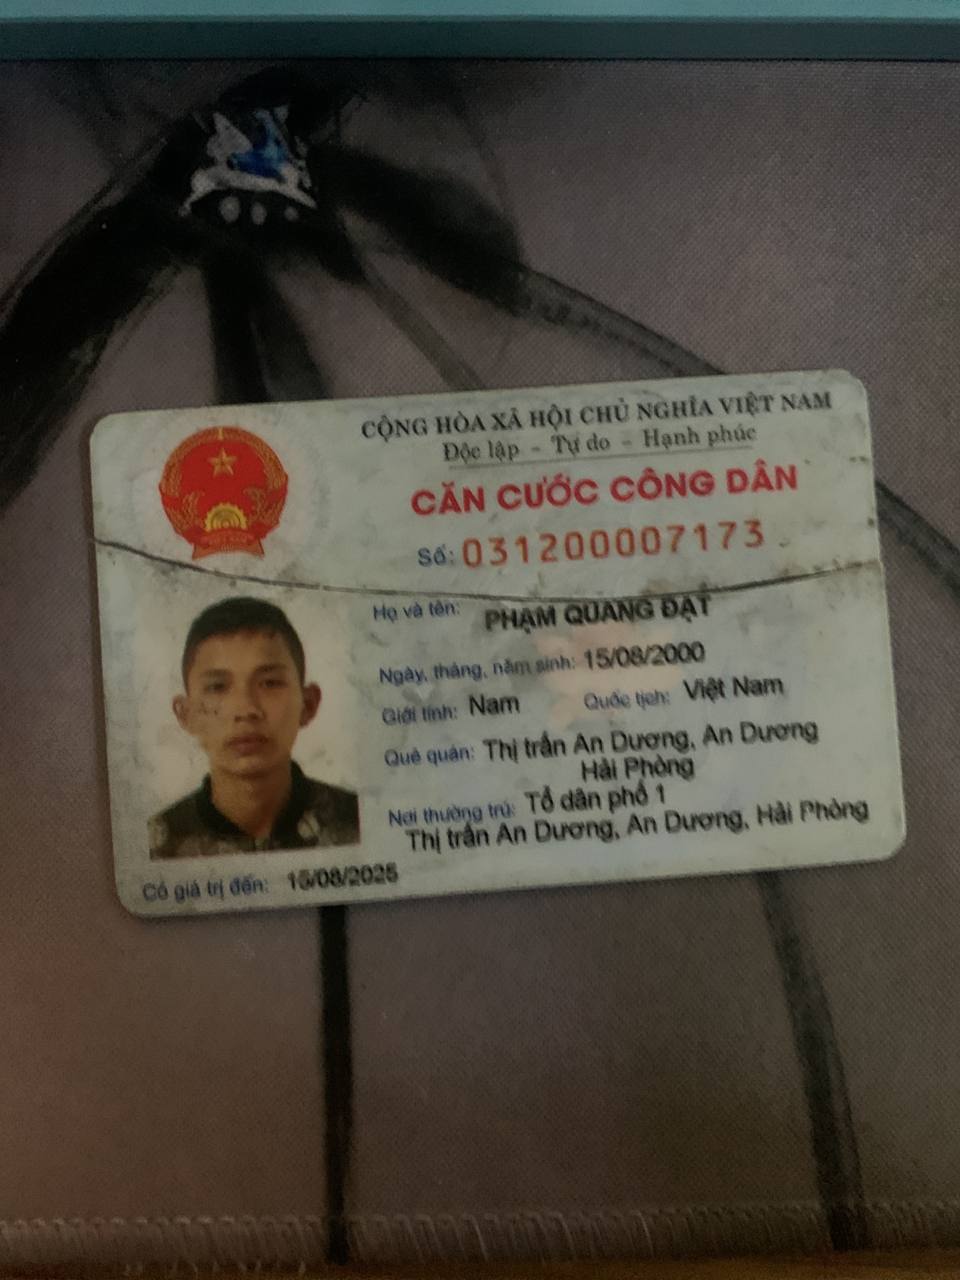 CỘNG HÒA XÃ HỘI CHỦ NGHĨA VIỆT NAM
Độc lập - Tự do - Hạnh phúc
CĂN CƯỚC CÔNG DÂN
Số: 031200007173
Họ và tên: PHẠM QUANG ĐẠT
Ngày, tháng, năm sinh: 15/08/2000
Giới tính: Nam Quốc tịch: Việt Nam
Quê quán: Thị trấn An Dương, An Dương
Hải Phòng
Nơi thường trú: Tổ dân phố 1
Thị trấn An Dương, An Dương, Hải Phòng
Có giá trị đến: 15/08/2025